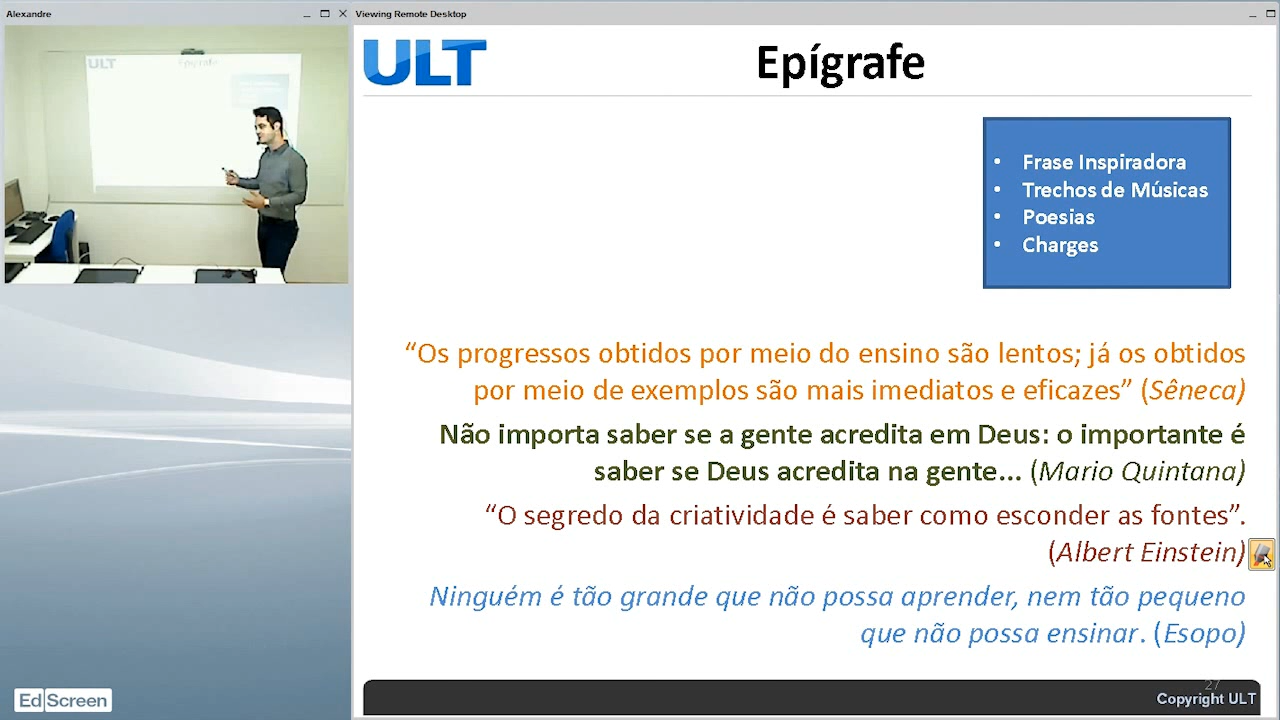 Alexandre
Viewing Remote Desktop
ULT
Epígrafe
ULT
Epígrafe
• Frase Inspiradora
• Trechos de Músicas
• Poesias
• Charges
“Os progressos obtidos por meio do ensino são lentos; já os obtidos
por meio de exemplos são mais imediatos e eficazes” (Sêneca)
Não importa saber se a gente acredita em Deus: o importante é
saber se Deus acredita na gente... (Mario Quintana)
“O segredo da criatividade é saber como esconder as fontes”.
(Albert Einstein)
Ninguém é tão grande que não possa aprender, nem tão pequeno
que não possa ensinar. (Esopo)
27
Copyright ULT
Ed Screen